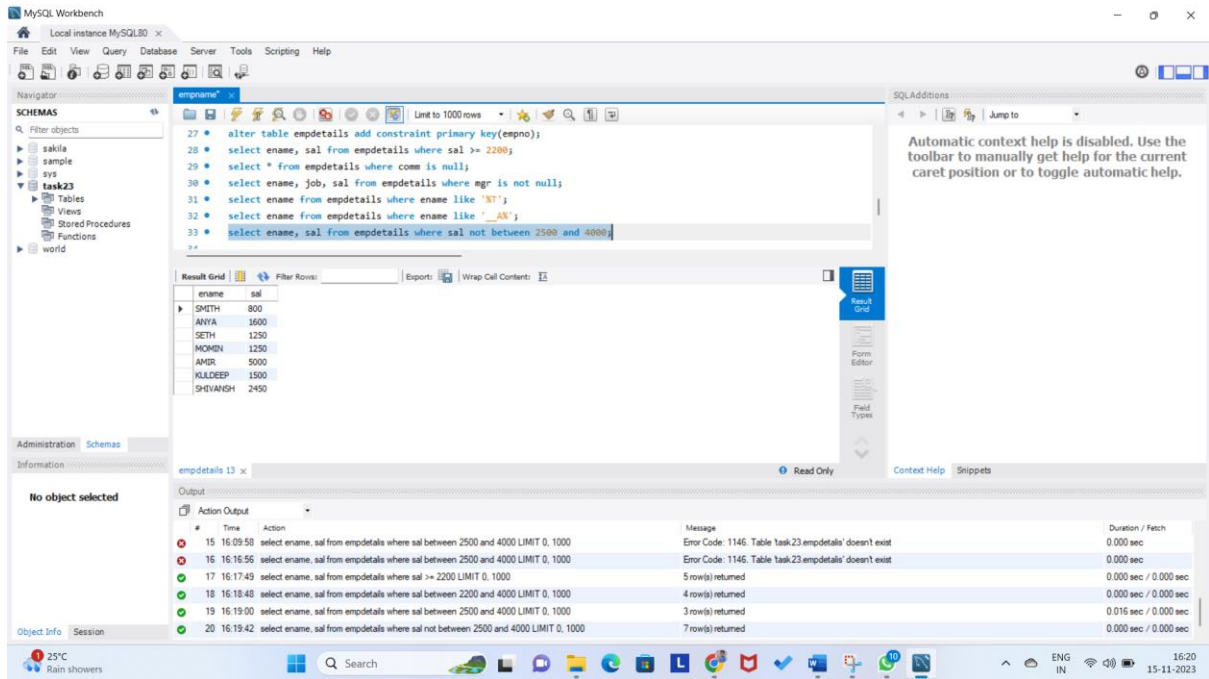 MySQL Workbench
Local instance MySQL80 ×
File Edit View Query Database Server Tools Scripting Help
Navigator
SCHEMAS
Filter objects
sakila
sample
sys
task23
Tables
Views
Stored Procedures
Functions
world
Administration Schemas
Information
No object selected
Object Info Session
empname* ×
Limit to 1000 rows
27 alter table empdetails add constraint primary key(empno);
28 select ename, sal from empdetails where sal >= 2200;
29 select * from empdetails where comm is null;
30 select ename, job, sal from empdetails where mgr is not null;
31 select ename from empdetails where ename like '%T';
32 select ename from empdetails where ename like '__A%';
33 select ename, sal from empdetails where sal not between 2500 and 4000;
34
Result Grid Filter Rows: Export: Wrap Cell Content:
ename sal
SMITH 800
ANYA 1600
SETH 1250
MOMIN 1250
AMIR 5000
KULDEEP 1500
SHIVANSH 2450
Result Grid
Form Editor
Field Types
empdetails 13 ×
Read Only
SQLAdditions
Jump to
Automatic context help is disabled. Use the
toolbar to manually get help for the current
caret position or to toggle automatic help.
Context Help Snippets
Output
Action Output
# Time Action Message Duration / Fetch
15 16:09:58 select ename, sal from empdetalis where sal between 2500 and 4000 LIMIT 0, 1000 Error Code: 1146. Table 'task23.empdetalis' doesn't exist 0.000 sec
16 16:16:56 select ename, sal from empdetalis where sal between 2500 and 4000 LIMIT 0, 1000 Error Code: 1146. Table 'task23.empdetalis' doesn't exist 0.000 sec
17 16:17:49 select ename, sal from empdetails where sal >= 2200 LIMIT 0, 1000 5 row(s) returned 0.000 sec / 0.000 sec
18 16:18:48 select ename, sal from empdetails where sal between 2200 and 4000 LIMIT 0, 1000 4 row(s) returned 0.000 sec / 0.000 sec
19 16:19:00 select ename, sal from empdetails where sal between 2500 and 4000 LIMIT 0, 1000 3 row(s) returned 0.016 sec / 0.000 sec
20 16:19:42 select ename, sal from empdetails where sal not between 2500 and 4000 LIMIT 0, 1000 7 row(s) returned 0.000 sec / 0.000 sec
1
25°C
Rain showers
Search
L
10
ENG
IN
16:20
15-11-2023